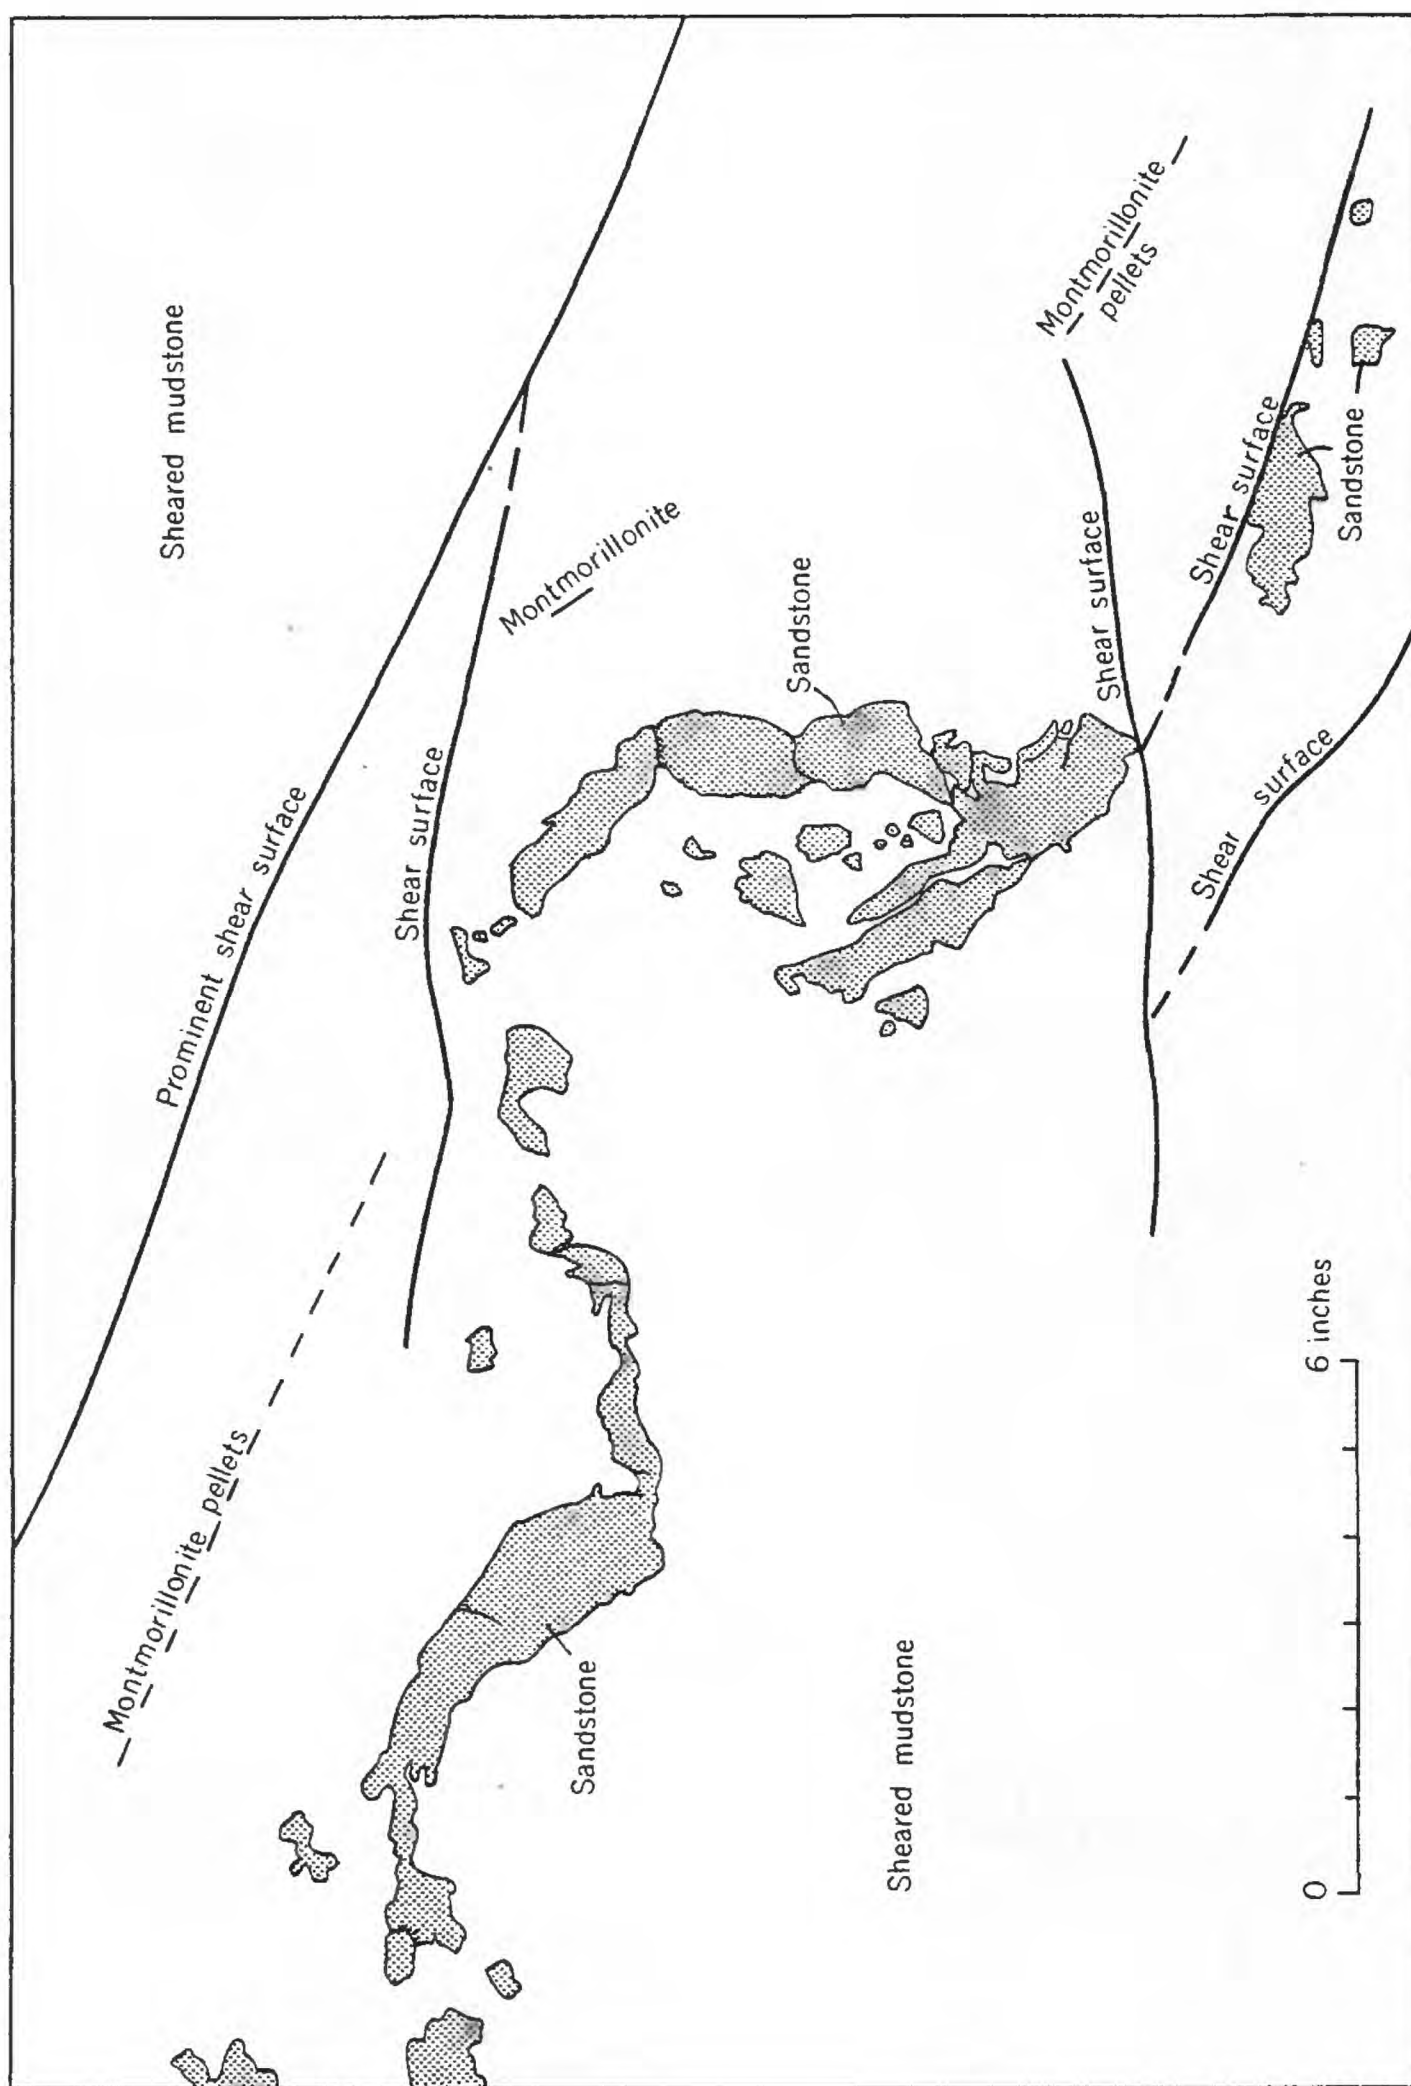 Sheared mudstone
Prominent shear surface
Shear surface
Montmorillonite
Montmorillonite pellets
Sandstone
Sandstone
Sheared mudstone
Montmorillonite
pellets
Shear surface
Shear surface
Sandstone
Shear surface
0 6 inches